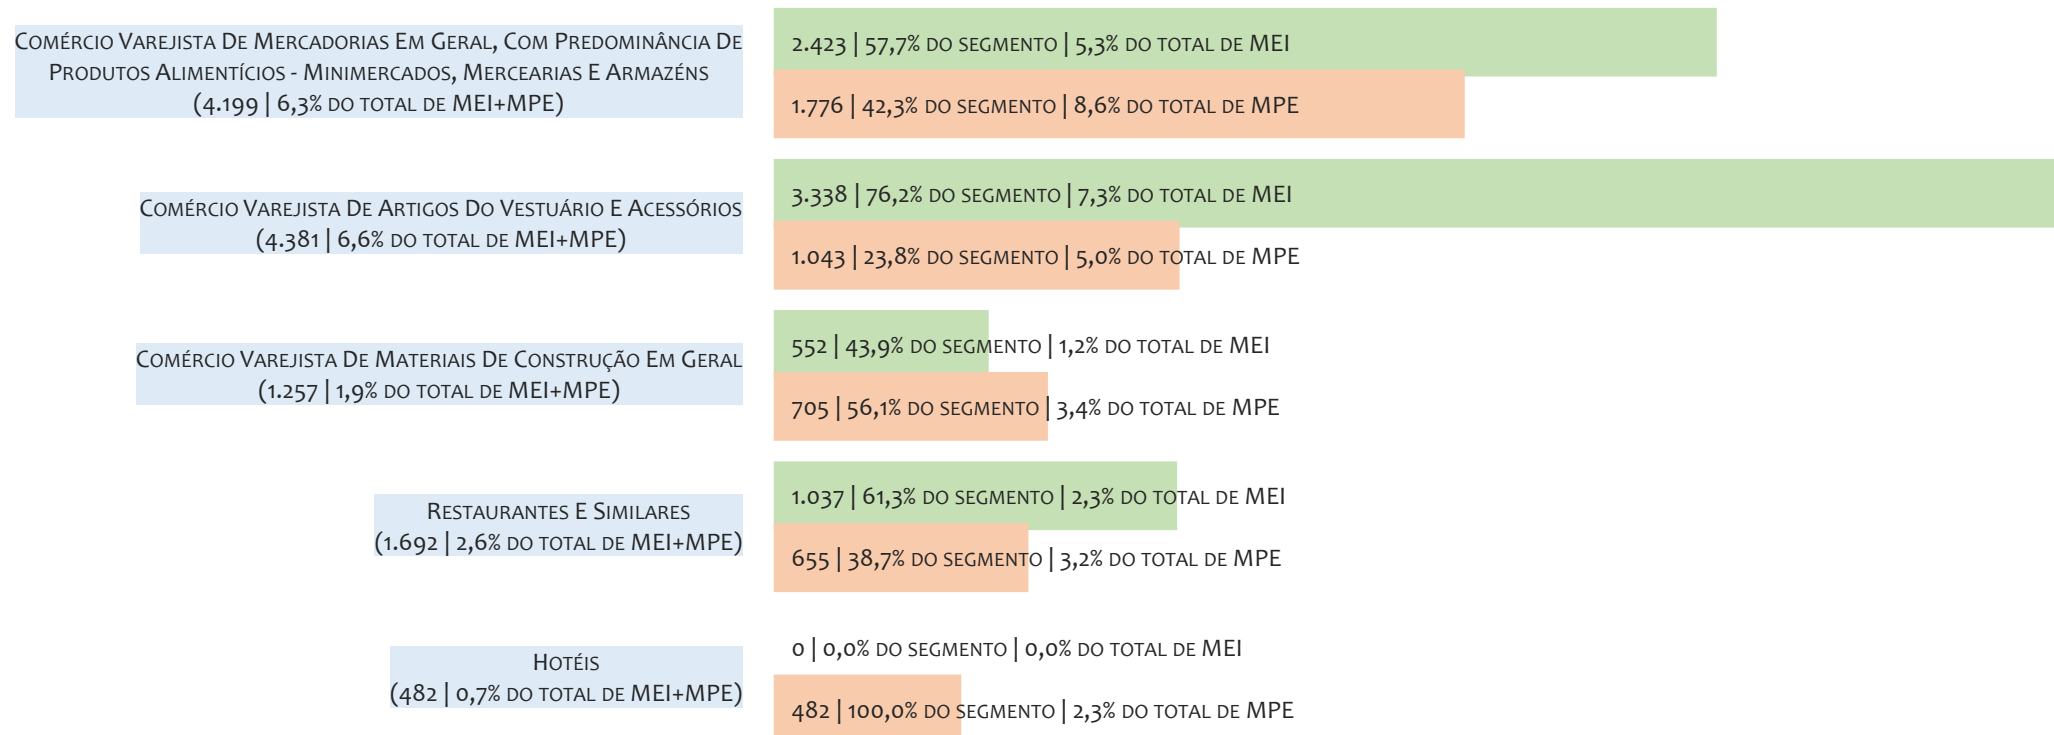 Comércio Varejista De Mercadorias Em Geral, Com Predominância De
Produtos Alimentícios - Minimercados, Mercearias E Armazéns
(4.199 | 6,3% do total de MEI+MPE)
2.423 | 57,7% do segmento | 5,3% do total de MEI
1.776 | 42,3% do segmento | 8,6% do total de MPE
Comércio Varejista De Artigos Do Vestuário E Acessórios
(4.381 | 6,6% do total de MEI+MPE)
3.338 | 76,2% do segmento | 7,3% do total de MEI
1.043 | 23,8% do segmento | 5,0% do total de MPE
Comércio Varejista De Materiais De Construção Em Geral
(1.257 | 1,9% do total de MEI+MPE)
552 | 43,9% do segmento | 1,2% do total de MEI
705 | 56,1% do segmento | 3,4% do total de MPE
Restaurantes E Similares
(1.692 | 2,6% do total de MEI+MPE)
1.037 | 61,3% do segmento | 2,3% do total de MEI
655 | 38,7% do segmento | 3,2% do total de MPE
Hotéis
(482 | 0,7% do total de MEI+MPE)
0 | 0,0% do segmento | 0,0% do total de MEI
482 | 100,0% do segmento | 2,3% do total de MPE